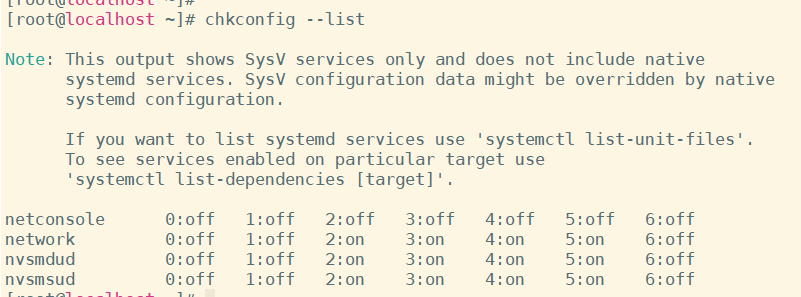 [root@localhost ~]#
[root@localhost ~]# chkconfig --list
Note: This output shows SysV services only and does not include native
systemd services. SysV configuration data might be overridden by native
systemd configuration.
If you want to list systemd services use 'systemctl list-unit-files'.
To see services enabled on particular target use
'systemctl list-dependencies [target]'.
netconsole 0:off 1:off 2:off 3:off 4:off 5:off 6:off
network 0:off 1:off 2:on 3:on 4:on 5:on 6:off
nvsmdud 0:off 1:off 2:on 3:on 4:on 5:on 6:off
nvsmsud 0:off 1:off 2:on 3:on 4:on 5:on 6:off
[root@localhost ~]#